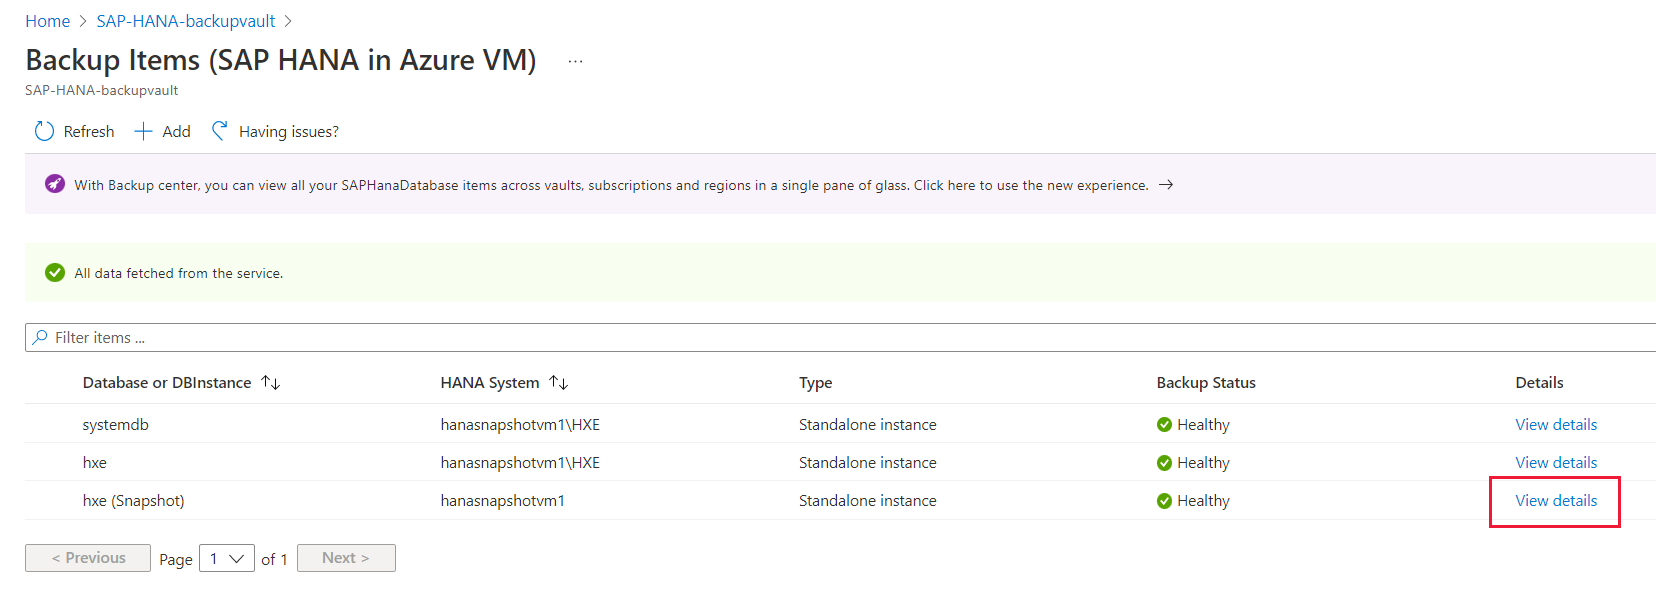 Home > SAP-HANA-backupvault >
Backup Items (SAP HANA in Azure VM) ...
SAP-HANA-backupvault
Refresh + Add Having issues?
With Backup center, you can view all your SAPHanaDatabase items across vaults, subscriptions and regions in a single pane of glass. Click here to use the new experience. →
All data fetched from the service.
Filter items ...
Database or DBInstance ↑↓ HANA System ↑↓ Type Backup Status Details
systemdb hanasnapshotvm1\HXE Standalone instance Healthy View details
hxe hanasnapshotvm1\HXE Standalone instance Healthy View details
hxe (Snapshot) hanasnapshotvm1 Standalone instance Healthy View details
< Previous Page 1 of 1 Next >